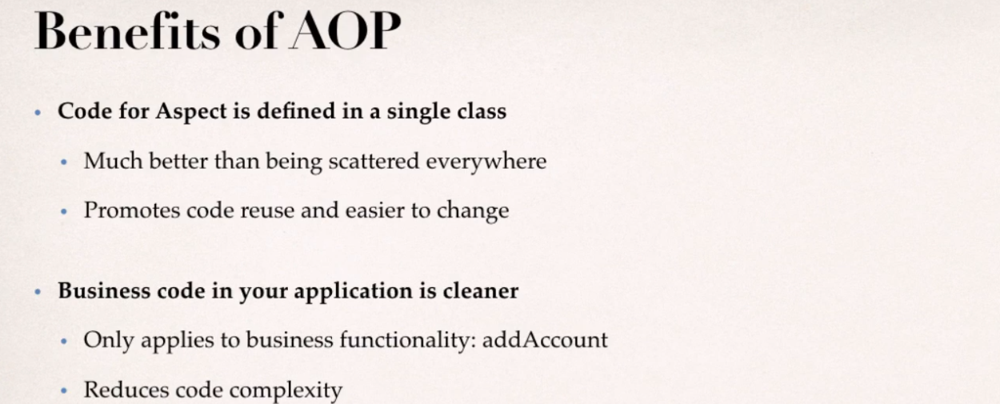 Benefits of AOP
• Code for Aspect is defined in a single class
• Much better than being scattered everywhere
• Promotes code reuse and easier to change
• Business code in your application is cleaner
• Only applies to business functionality: addAccount
• Reduces code complexity